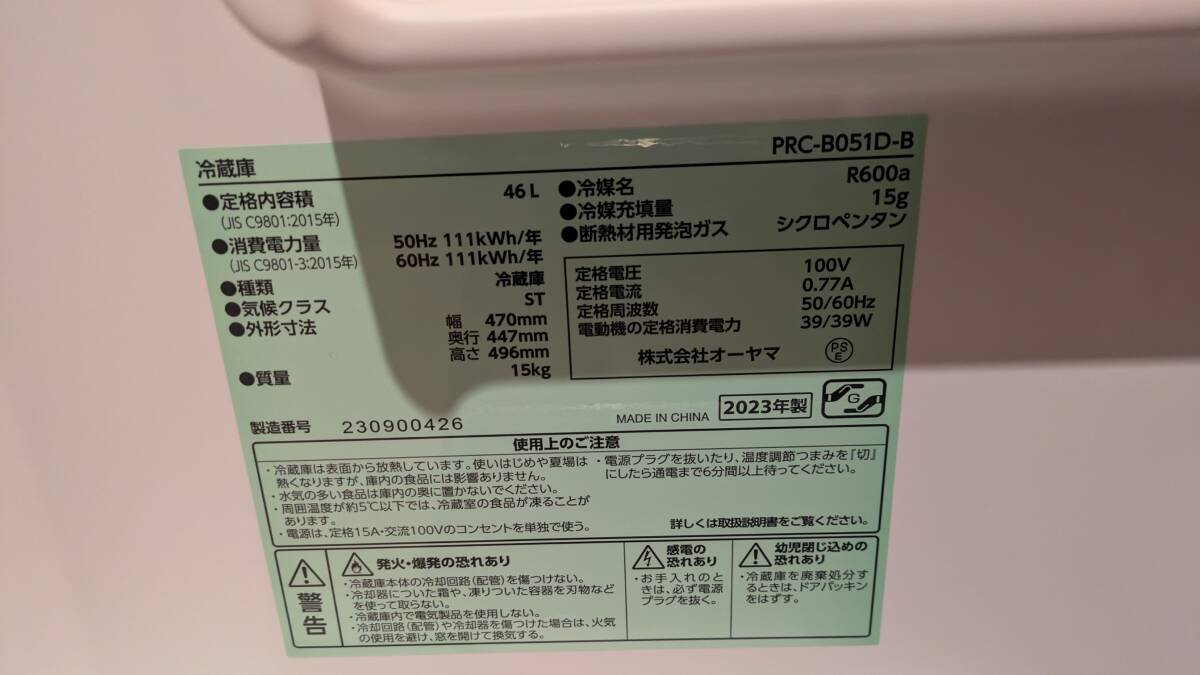 冷蔵庫
PRC-B051D-B
●定格内容積 46L
(JIS C9801:2015年)
●消費電力量 50Hz 111kWh/年
(JIS C9801-3:2015年) 60Hz 111kWh/年
●種類 冷蔵庫
●気候クラス ST
●外形寸法 幅 470mm
奥行 447mm
高さ 496mm
●質量 15kg
●冷媒名 R600a
●冷媒充填量 15g
●断熱材用発泡ガス シクロペンタン
定格電圧 100V
定格電流 0.77A
定格周波数 50/60Hz
電動機の定格消費電力 39/39W
株式会社オーヤマ PSE
製造番号 230900426
MADE IN CHINA 2023年製 G
使用上のご注意
・冷蔵庫は表面から放熱しています。使いはじめや夏場は
熱くなりますが、庫内の食品には影響ありません。
・水気の多い食品は庫内の奥に置かないでください。
・周囲温度が約5℃以下では、冷蔵室の食品が凍ることが
あります。
・電源は、定格15A・交流100Vのコンセントを単独で使う。
・電源プラグを抜いたり、温度調節つまみを『切』
にしたら通電まで6分間以上待ってください。
詳しくは取扱説明書をご覧ください。
警告
発火・爆発の恐れあり
・冷蔵庫本体の冷却回路(配管)を傷つけない。
・冷却器についた霜や、凍りついた容器を刃物など
を使って取らない。
・冷蔵庫内で電気製品を使用しない。
・冷却回路(配管)や冷却器を傷つけた場合は、火気
の使用を避け、窓を開けて換気する。
感電の
恐れあり
・お手入れのと
きは、必ず電源
プラグを抜く。
幼児閉じ込めの
恐れあり
・冷蔵庫を廃棄処分す
るときは、ドアパッキン
をはずす。